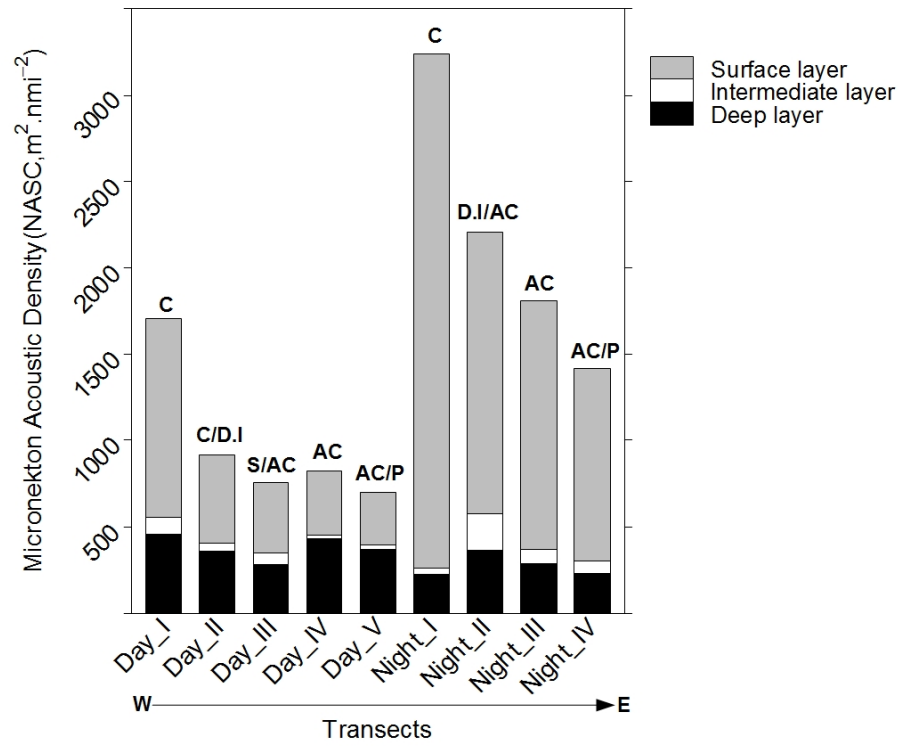 Micronekton Acoustic Density(NASC,m².nmi⁻²)
3000
2500
2000
1500
1000
500
C
C/D.I
S/AC
AC
AC/P
C
D.I/AC
AC
AC/P
Surface layer
Intermediate layer
Deep layer
Day_I
Day_II
Day_III
Day_IV
Day_V
Night_I
Night_II
Night_III
Night_IV
W
E
Transects